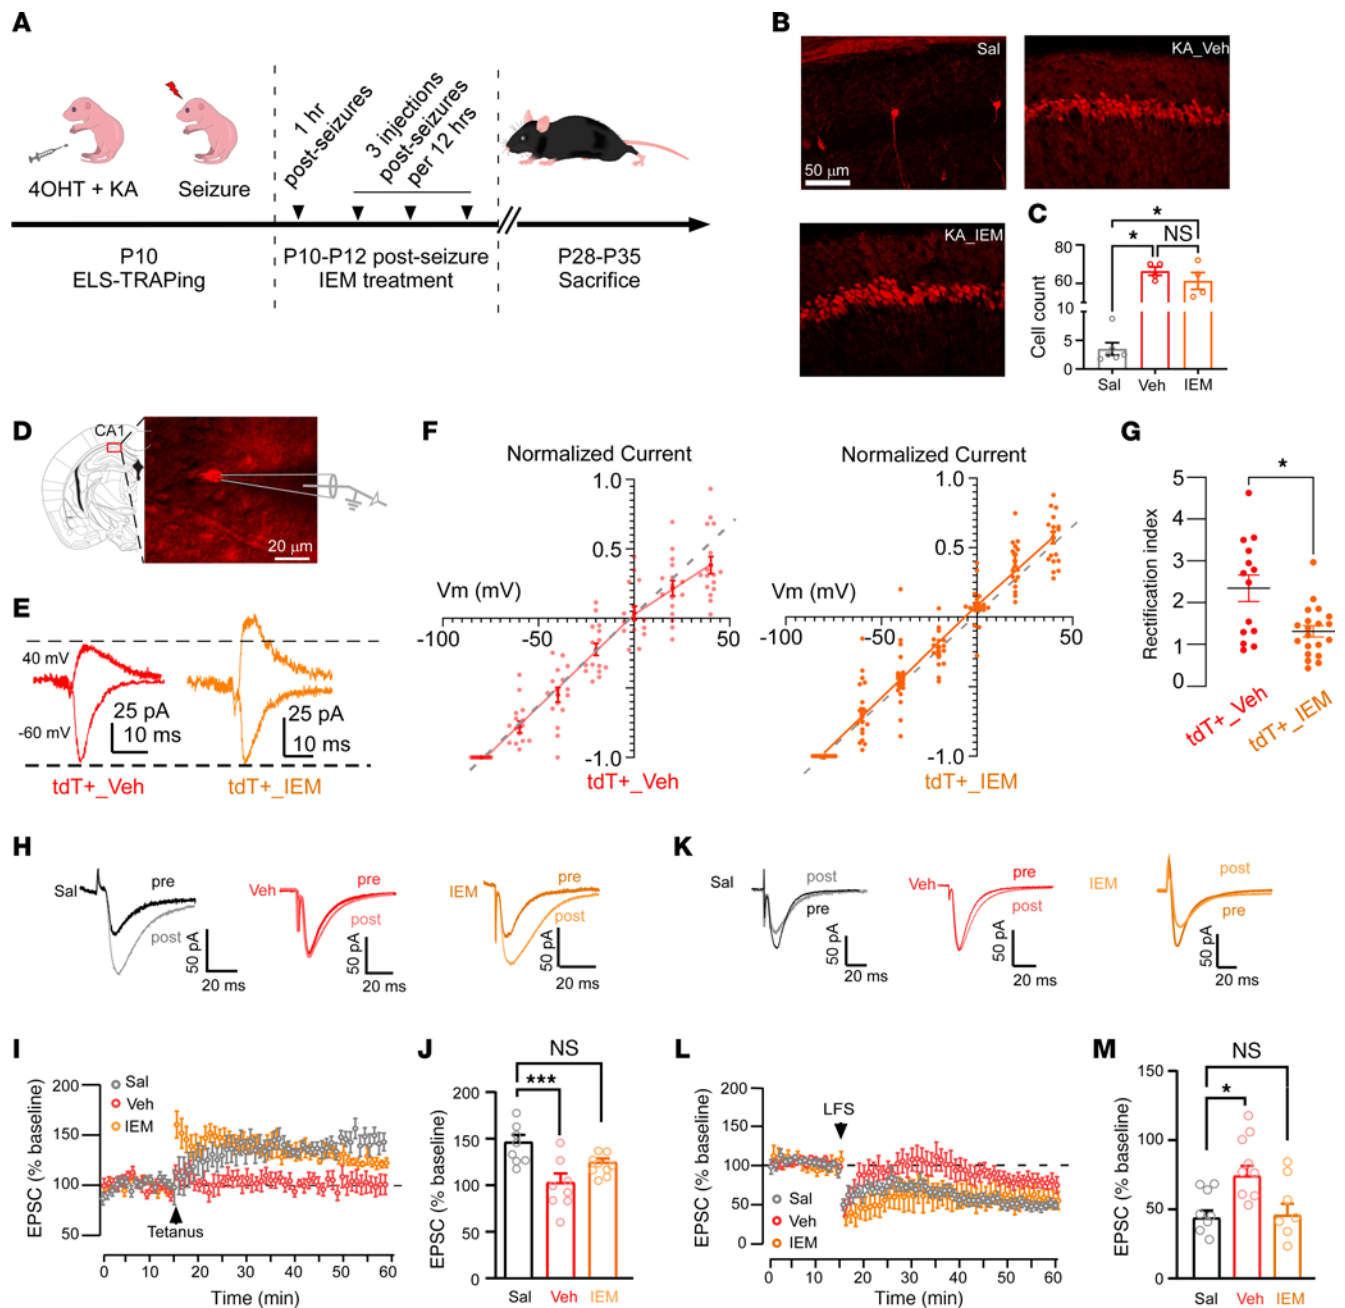 A
1 hr
post-seizures
3 injections
post-seizures
per 12 hrs
4OHT + KA
Seizure
P10
ELS-TRAPing
P10-P12 post-seizure
IEM treatment
P28-P35
Sacrifice
B
Sal
50 µm
KA_Veh
KA_IEM
C
*
*
NS
Cell count
80
60
10
5
0
Sal
Veh
IEM
D
CA1
20 µm
E
40 mV
-60 mV
25 pA
10 ms
25 pA
10 ms
tdT+_Veh
tdT+_IEM
F
Normalized Current
1.0
0.5
Vm (mV)
-100
-50
0
50
-1.0
tdT+_Veh
Normalized Current
1.0
0.5
Vm (mV)
-100
-50
0
50
-1.0
tdT+_IEM
G
Rectification index
5
4
3
2
1
0
*
tdT+_Veh
tdT+_IEM
H
Sal
pre
post
50 pA
20 ms
Veh
pre
post
50 pA
20 ms
IEM
pre
post
50 pA
20 ms
K
Sal
post
pre
50 pA
20 ms
Veh
pre
post
50 pA
20 ms
IEM
post
pre
50 pA
20 ms
I
EPSC (% baseline)
200
150
100
50
Sal
Veh
IEM
Tetanus
0
10
20
30
40
50
60
Time (min)
J
NS
***
EPSC (% baseline)
200
150
100
50
0
Sal
Veh
IEM
L
EPSC (% baseline)
200
150
100
50
0
LFS
Sal
Veh
IEM
0
10
20
30
40
50
60
Time (min)
M
NS
*
EPSC (% baseline)
150
100
50
0
Sal
Veh
IEM